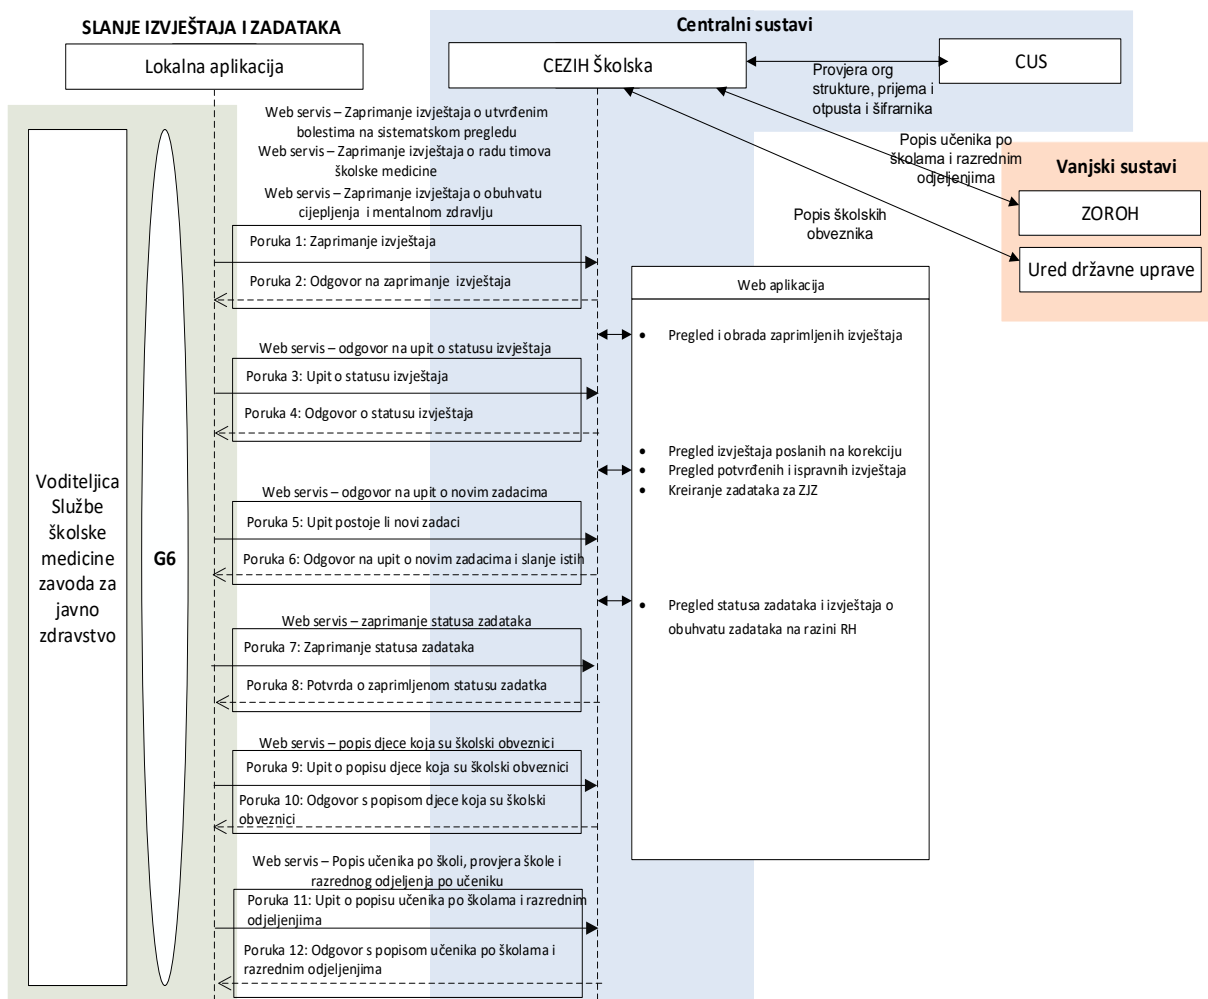 SLANJE IZVJEŠTAJA I ZADATAKA
Centralni sustavi
Lokalna aplikacija
CEZIH Školska
CUS
Provjera org
strukture, prijema i
otpusta i šifrarnika
Web servis – Zaprimanje izvještaja o utvrđenim
bolestima na sistematskom pregledu
Web servis – Zaprimanje izvještaja o radu timova
školske medicine
Web servis – Zaprimanje izvještaja o obuhvatu
cijepljenja i mentalnom zdravlju
Popis učenika po
školama i razrednim
odjeljenjima
Vanjski sustavi
ZOROH
Popis školskih
obveznika
Ured državne uprave
Poruka 1: Zaprimanje izvještaja
Poruka 2: Odgovor na zaprimanje izvještaja
Web aplikacija
• Pregled i obrada zaprimljenih izvještaja
Web servis – odgovor na upit o statusu izvještaja
Poruka 3: Upit o statusu izvještaja
Poruka 4: Odgovor o statusu izvještaja
• Pregled izvještaja poslanih na korekciju
• Pregled potvrđenih i ispravnih izvještaja
• Kreiranje zadataka za ZJZ
Voditeljica
Službe
školske
medicine
zavoda za
javno
zdravstvo
G6
Web servis – odgovor na upit o novim zadacima
Poruka 5: Upit postoje li novi zadaci
Poruka 6: Odgovor na upit o novim zadacima i slanje istih
• Pregled statusa zadataka i izvještaja o
obuhvatu zadataka na razini RH
Web servis – zaprimanje statusa zadataka
Poruka 7: Zaprimanje statusa zadataka
Poruka 8: Potvrda o zaprimljenom statusu zadatka
Web servis – popis djece koja su školski obveznici
Poruka 9: Upit o popisu djece koja su školski obveznici
Poruka 10: Odgovor s popisom djece koja su školski
obveznici
Web servis – Popis učenika po školi, provjera škole i
razrednog odjeljenja po učeniku
Poruka 11: Upit o popisu učenika po školama i razrednim
odjeljenjima
Poruka 12: Odgovor s popisom učenika po školama i
razrednim odjeljenjima